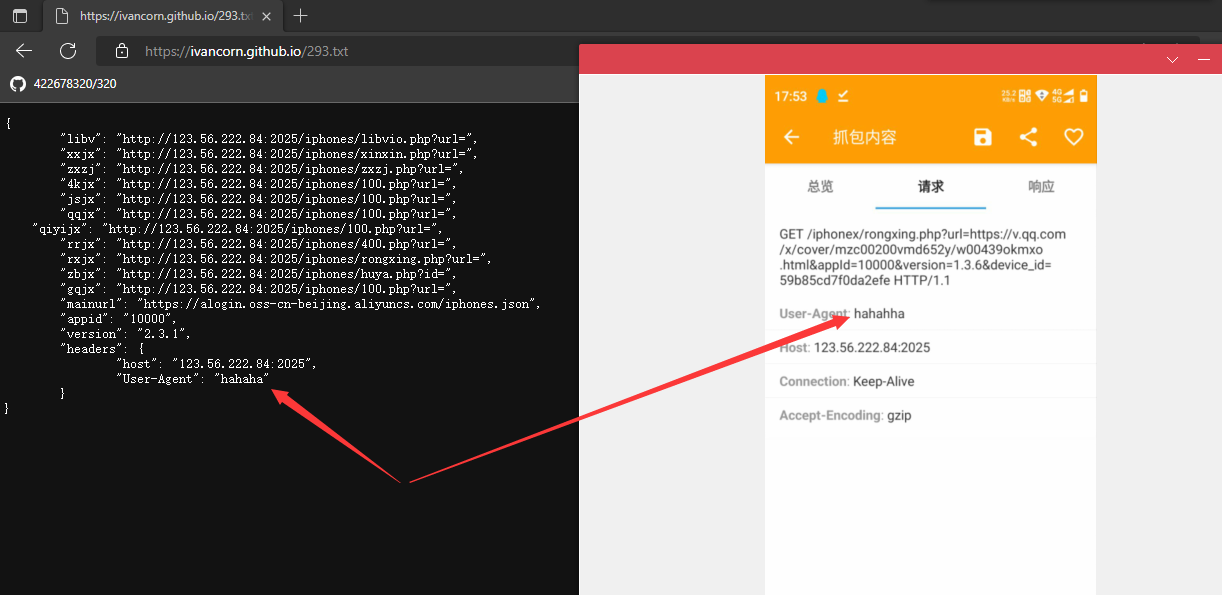 https://ivancorn.github.io/293.txt
https://ivancorn.github.io/293.txt
422678320/320
{
"libv": "http://123.56.222.84:2025/iphones/libvio.php?url=",
"xxjx": "http://123.56.222.84:2025/iphones/xinxin.php?url=",
"zxzj": "http://123.56.222.84:2025/iphones/zxzj.php?url=",
"4kjx": "http://123.56.222.84:2025/iphones/100.php?url=",
"jsjx": "http://123.56.222.84:2025/iphones/100.php?url=",
"qqjx": "http://123.56.222.84:2025/iphones/100.php?url=",
"qiyijx": "http://123.56.222.84:2025/iphones/100.php?url=",
"rrjx": "http://123.56.222.84:2025/iphones/400.php?url=",
"rxjx": "http://123.56.222.84:2025/iphones/rongxing.php?url=",
"zbjx": "http://123.56.222.84:2025/iphones/huya.php?id=",
"gqjx": "http://123.56.222.84:2025/iphones/100.php?url=",
"mainurl": "https://alogin.oss-cn-beijing.aliyuncs.com/iphones.json",
"appid": "10000",
"version": "2.3.1",
"headers": {
"host": "123.56.222.84:2025",
"User-Agent": "hahaha"
}
}
17:53
抓包内容
总览 请求 响应
GET /iphonex/rongxing.php?url=https://v.qq.com
/x/cover/mzc00200vmd652y/w00439okmxo
.html&appId=10000&version=1.3.6&device_id=
59b85cd7f0da2efe HTTP/1.1
User-Agent: hahahha
Host: 123.56.222.84:2025
Connection: Keep-Alive
Accept-Encoding: gzip